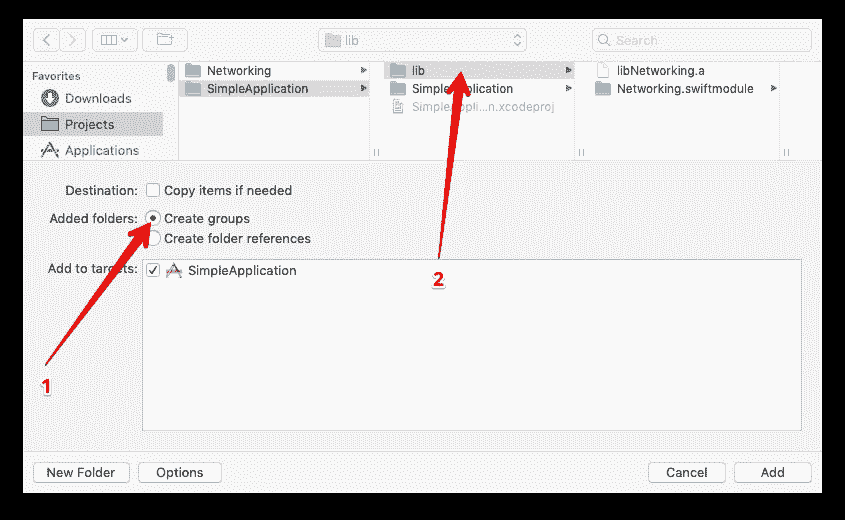 lib
Search
Favorites
Downloads
Projects
Applications
Networking
SimpleApplication
lib
SimpleApplication
SimpleAppli...n.xcodeproj
libNetworking.a
Networking.swiftmodule
Destination: Copy items if needed
Added folders: Create groups
Create folder references
Add to targets: SimpleApplication
1
2
New Folder
Options
Cancel
Add